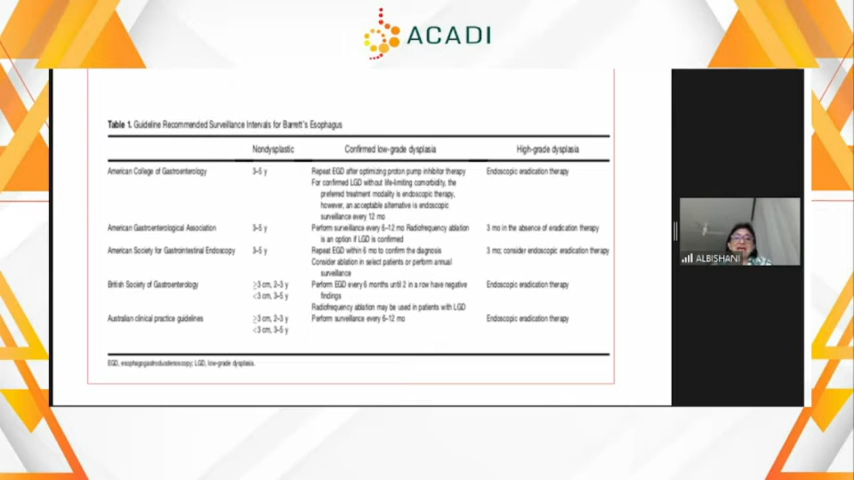 ACADI
Table 1. Guideline Recommended Surveillance Intervals for Barrett's Esophagus
Nondysplastic Confirmed low-grade dysplasia High-grade dysplasia
American College of Gastroenterology 3–5 y Repeat EGD after optimizing proton pump inhibitor therapy Endoscopic eradication therapy
For confirmed LGD without life-limiting comorbidity, the
preferred treatment modality is endoscopic therapy,
however, an acceptable alternative is endoscopic
surveillance every 12 mo
American Gastroenterological Association 3–5 y Perform surveillance every 6–12 mo Radiofrequency ablation 3 mo in the absence of eradication therapy
is an option if LGD is confirmed
American Society for Gastrointestinal Endoscopy 3–5 y Repeat EGD within 6 mo to confirm the diagnosis 3 mo; consider endoscopic eradication therapy
Consider ablation in select patients or perform annual
surveillance
British Society of Gastroenterology ≥3 cm, 2–3 y Perform EGD every 6 months until 2 in a row have negative Endoscopic eradication therapy
<3 cm, 3–5 y findings
Radiofrequency ablation may be used in patients with LGD
Australian clinical practice guidelines ≥3 cm, 2–3 y Perform surveillance every 6–12 mo Endoscopic eradication therapy
<3 cm, 3–5 y
EGD, esophagogastroduodenoscopy; LGD, low-grade dysplasia.
ALBISHANI